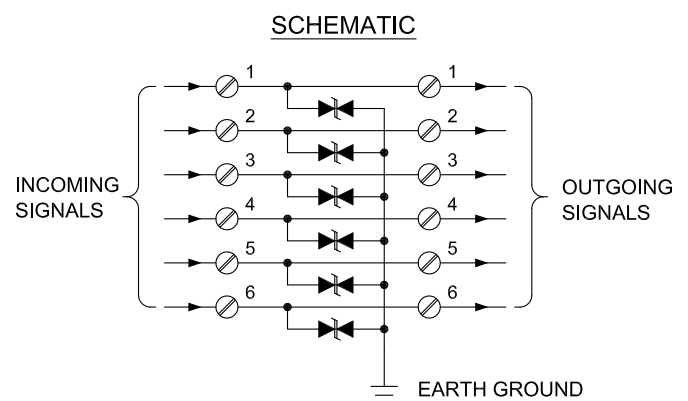 SCHEMATIC
1 1
2 2
3 3
INCOMING
SIGNALS
OUTGOING
SIGNALS
4 4
5 5
6 6
EARTH GROUND